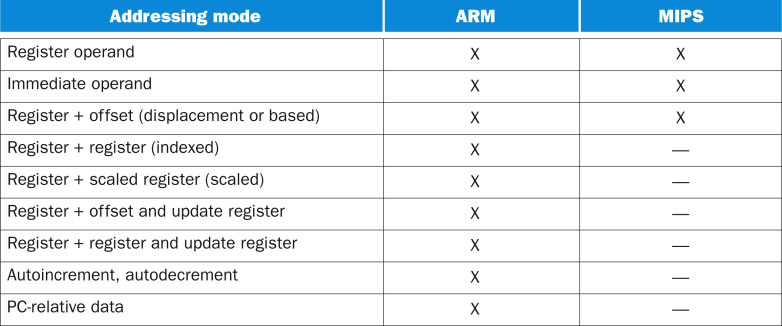 Addressing mode ARM MIPS
Register operand X X
Immediate operand X X
Register + offset (displacement or based) X X
Register + register (indexed) X —
Register + scaled register (scaled) X —
Register + offset and update register X —
Register + register and update register X —
Autoincrement, autodecrement X —
PC-relative data X —